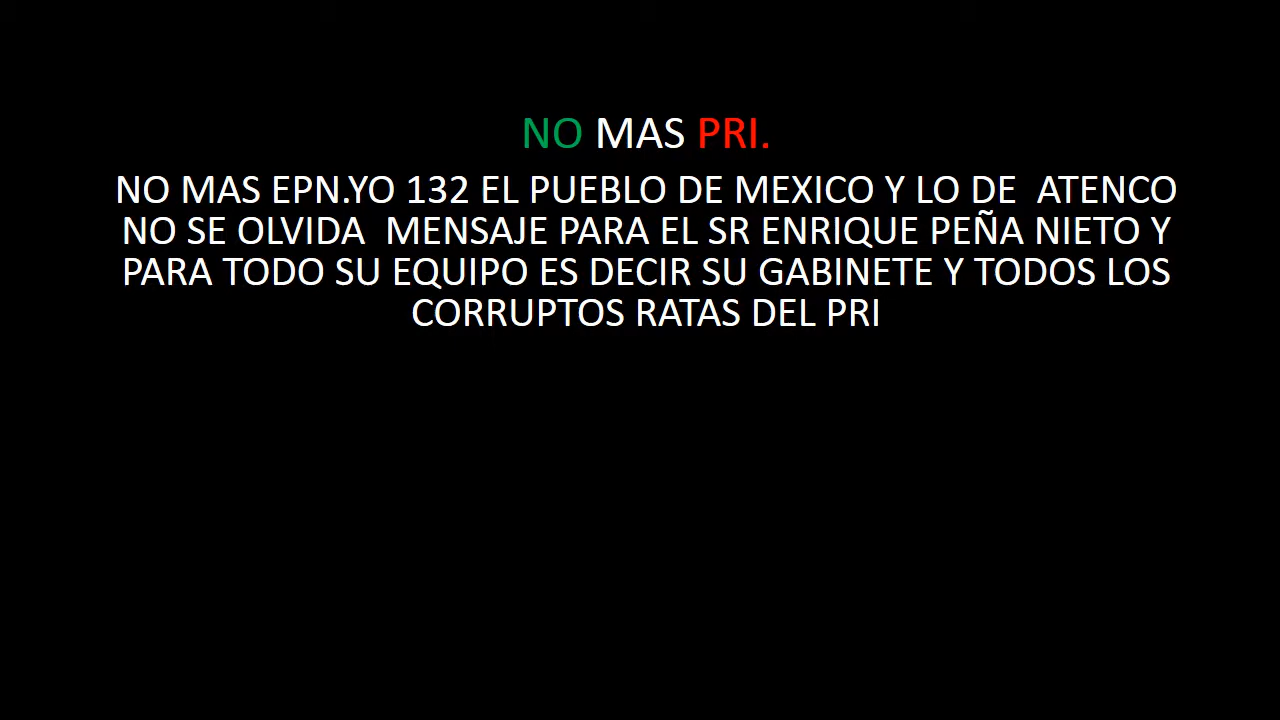 NO MAS PRI.
NO MAS EPN.YO 132 EL PUEBLO DE MEXICO Y LO DE  ATENCO
NO SE OLVIDA  MENSAJE PARA EL SR ENRIQUE PEÑA NIETO Y
PARA TODO SU EQUIPO ES DECIR SU GABINETE Y TODOS LOS
CORRUPTOS RATAS DEL PRI